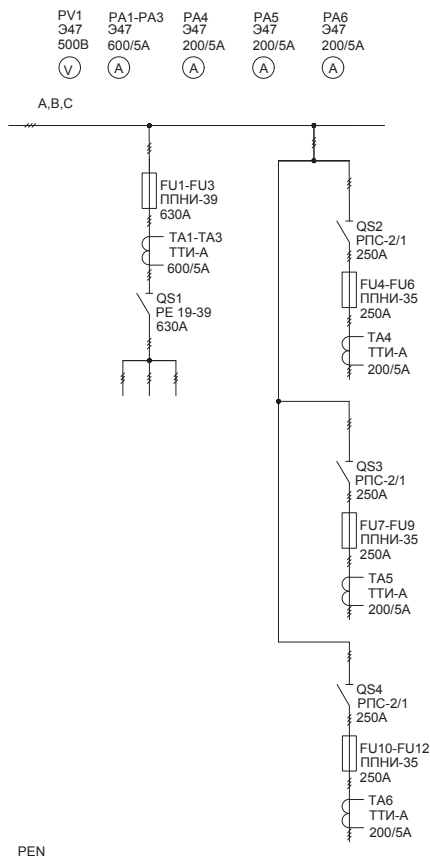 PV1
Э47
500В
V
PA1-PA3
Э47
600/5А
A
PA4
Э47
200/5А
A
PA5
Э47
200/5А
A
PA6
Э47
200/5А
A
A,B,C
FU1-FU3
ППНИ-39
630А
TA1-TA3
ТТИ-А
600/5А
QS1
РЕ 19-39
630А
QS2
РПС-2/1
250А
FU4-FU6
ППНИ-35
250А
TA4
ТТИ-А
200/5А
QS3
РПС-2/1
250А
FU7-FU9
ППНИ-35
250А
TA5
ТТИ-А
200/5А
QS4
РПС-2/1
250А
FU10-FU12
ППНИ-35
250А
TA6
ТТИ-А
200/5А
PEN